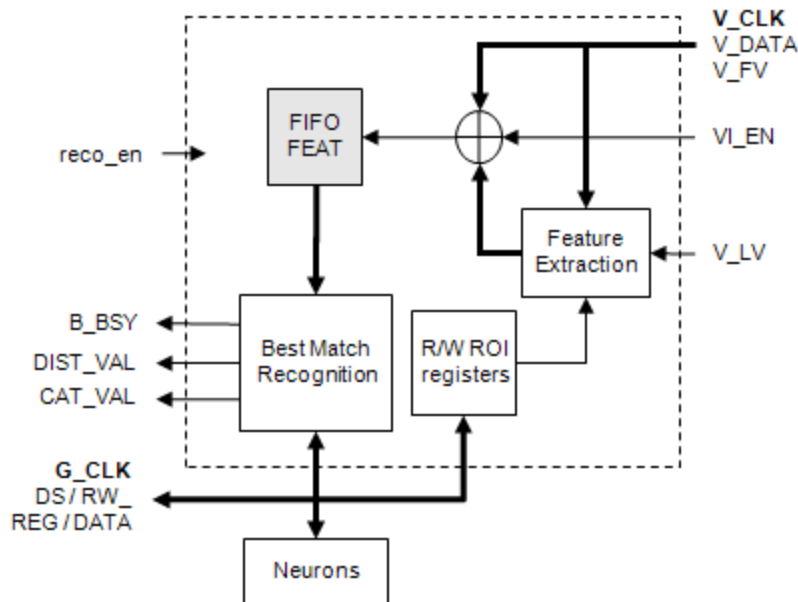 V_CLK
V_DATA
V_FV
FIFO
FEAT
VI_EN
reco_en
Feature
Extraction
V_LV
B_BSY
DIST_VAL
CAT_VAL
Best Match
Recognition
R/W ROI
registers
G_CLK
DS / RW_
REG / DATA
Neurons